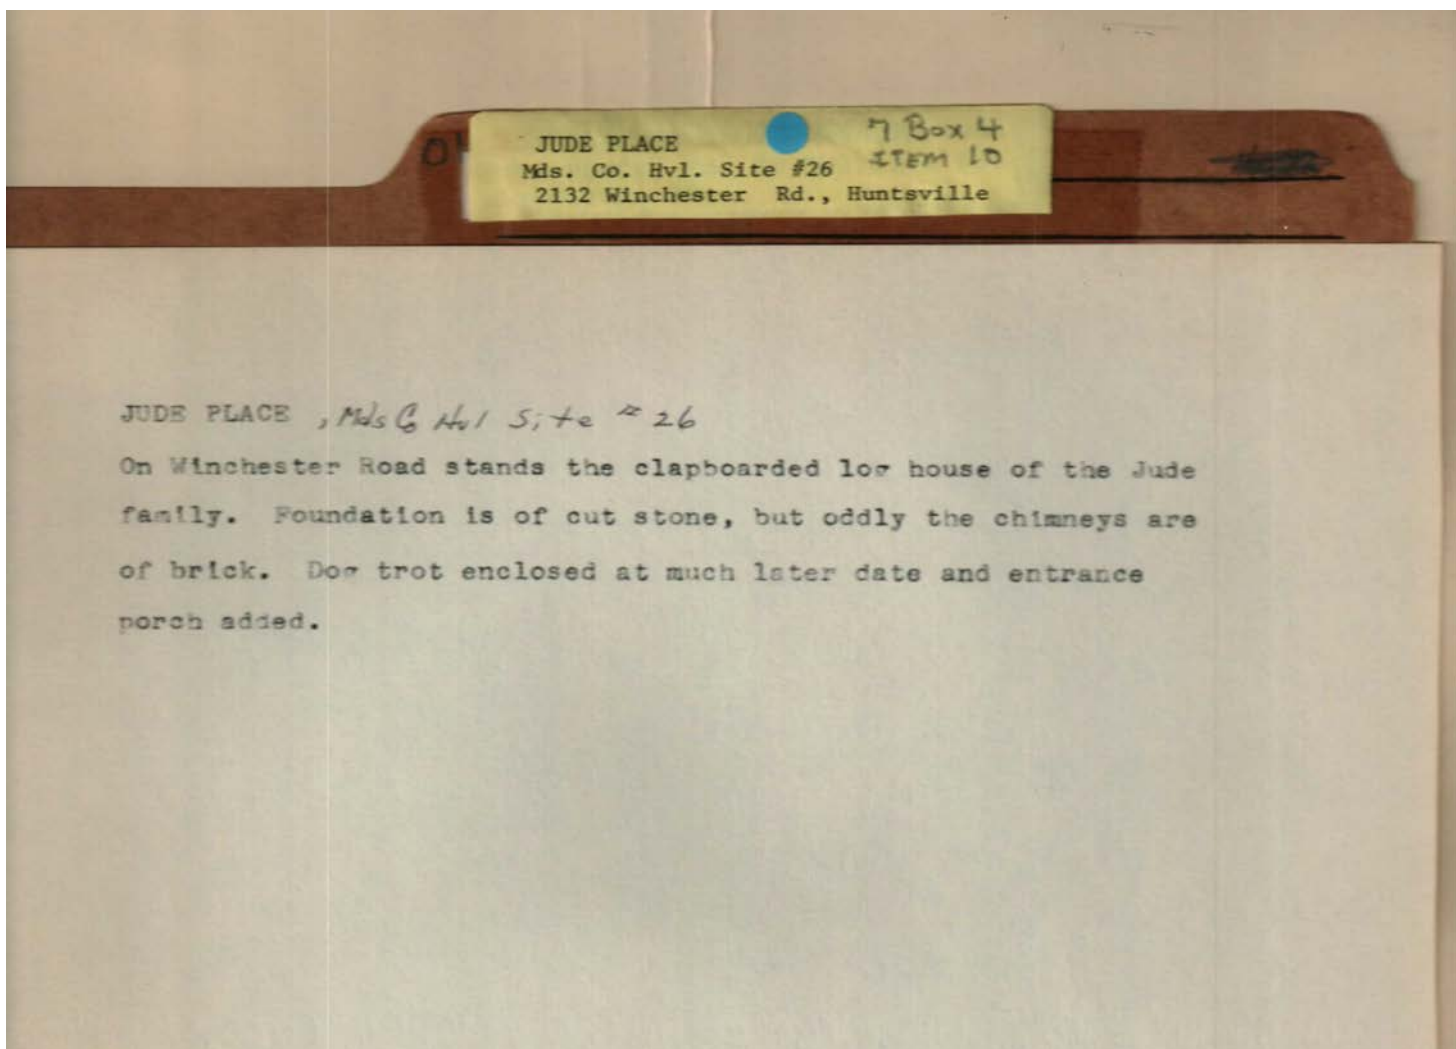 JUDE PLACE
7 Box 4
Mds. Co. Hvl. Site #26
ITEM 10
2132 Winchester Rd., Huntsville
JUDE PLACE , Mds Co Hvl Site # 26
On Winchester Road stands the clapboarded log house of the Jude
family. Foundation is of cut stone, but oddly the chimneys are
of brick. Dog trot enclosed at much later date and entrance
porch added.